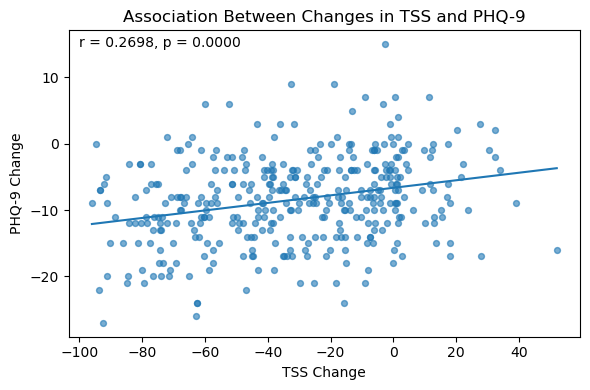 Association Between Changes in TSS and PHQ-9
r = 0.2698, p = 0.0000
10
0
−10
−20
PHQ-9 Change
−100 −80 −60 −40 −20 0 20 40
TSS Change